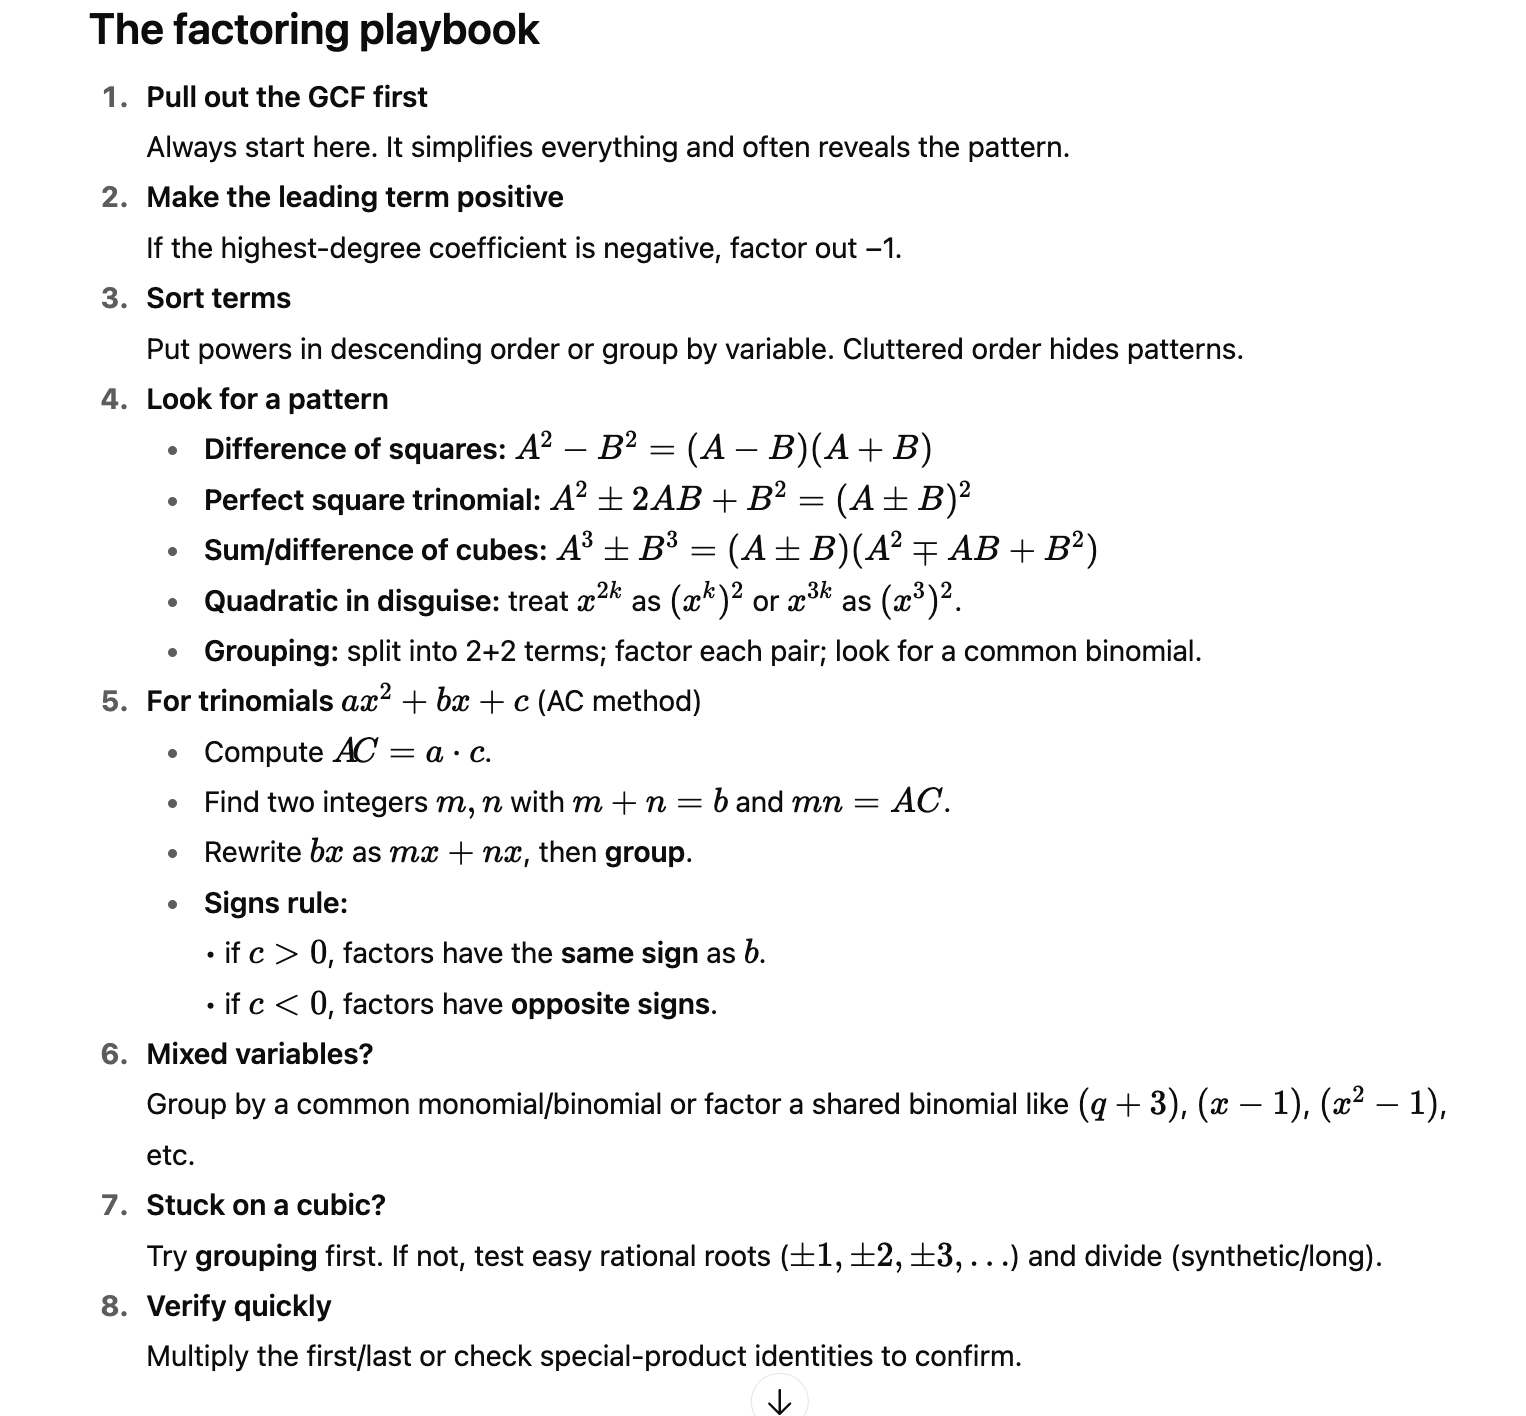 The factoring playbook
1. Pull out the GCF first
Always start here. It simplifies everything and often reveals the pattern.
2. Make the leading term positive
If the highest-degree coefficient is negative, factor out −1.
3. Sort terms
Put powers in descending order or group by variable. Cluttered order hides patterns.
4. Look for a pattern
• Difference of squares: A² − B² = (A − B)(A + B)
• Perfect square trinomial: A² ± 2AB + B² = (A ± B)²
• Sum/difference of cubes: A³ ± B³ = (A ± B)(A² ∓ AB + B²)
• Quadratic in disguise: treat x²ᵏ as (xᵏ)² or x³ᵏ as (x³)².
• Grouping: split into 2+2 terms; factor each pair; look for a common binomial.
5. For trinomials ax² + bx + c (AC method)
• Compute AC = a · c.
• Find two integers m, n with m + n = b and mn = AC.
• Rewrite bx as mx + nx, then group.
• Signs rule:
• if c > 0, factors have the same sign as b.
• if c < 0, factors have opposite signs.
6. Mixed variables?
Group by a common monomial/binomial or factor a shared binomial like (q + 3), (x − 1), (x² − 1),
etc.
7. Stuck on a cubic?
Try grouping first. If not, test easy rational roots (±1, ±2, ±3, . . .) and divide (synthetic/long).
8. Verify quickly
Multiply the first/last or check special-product identities to confirm.